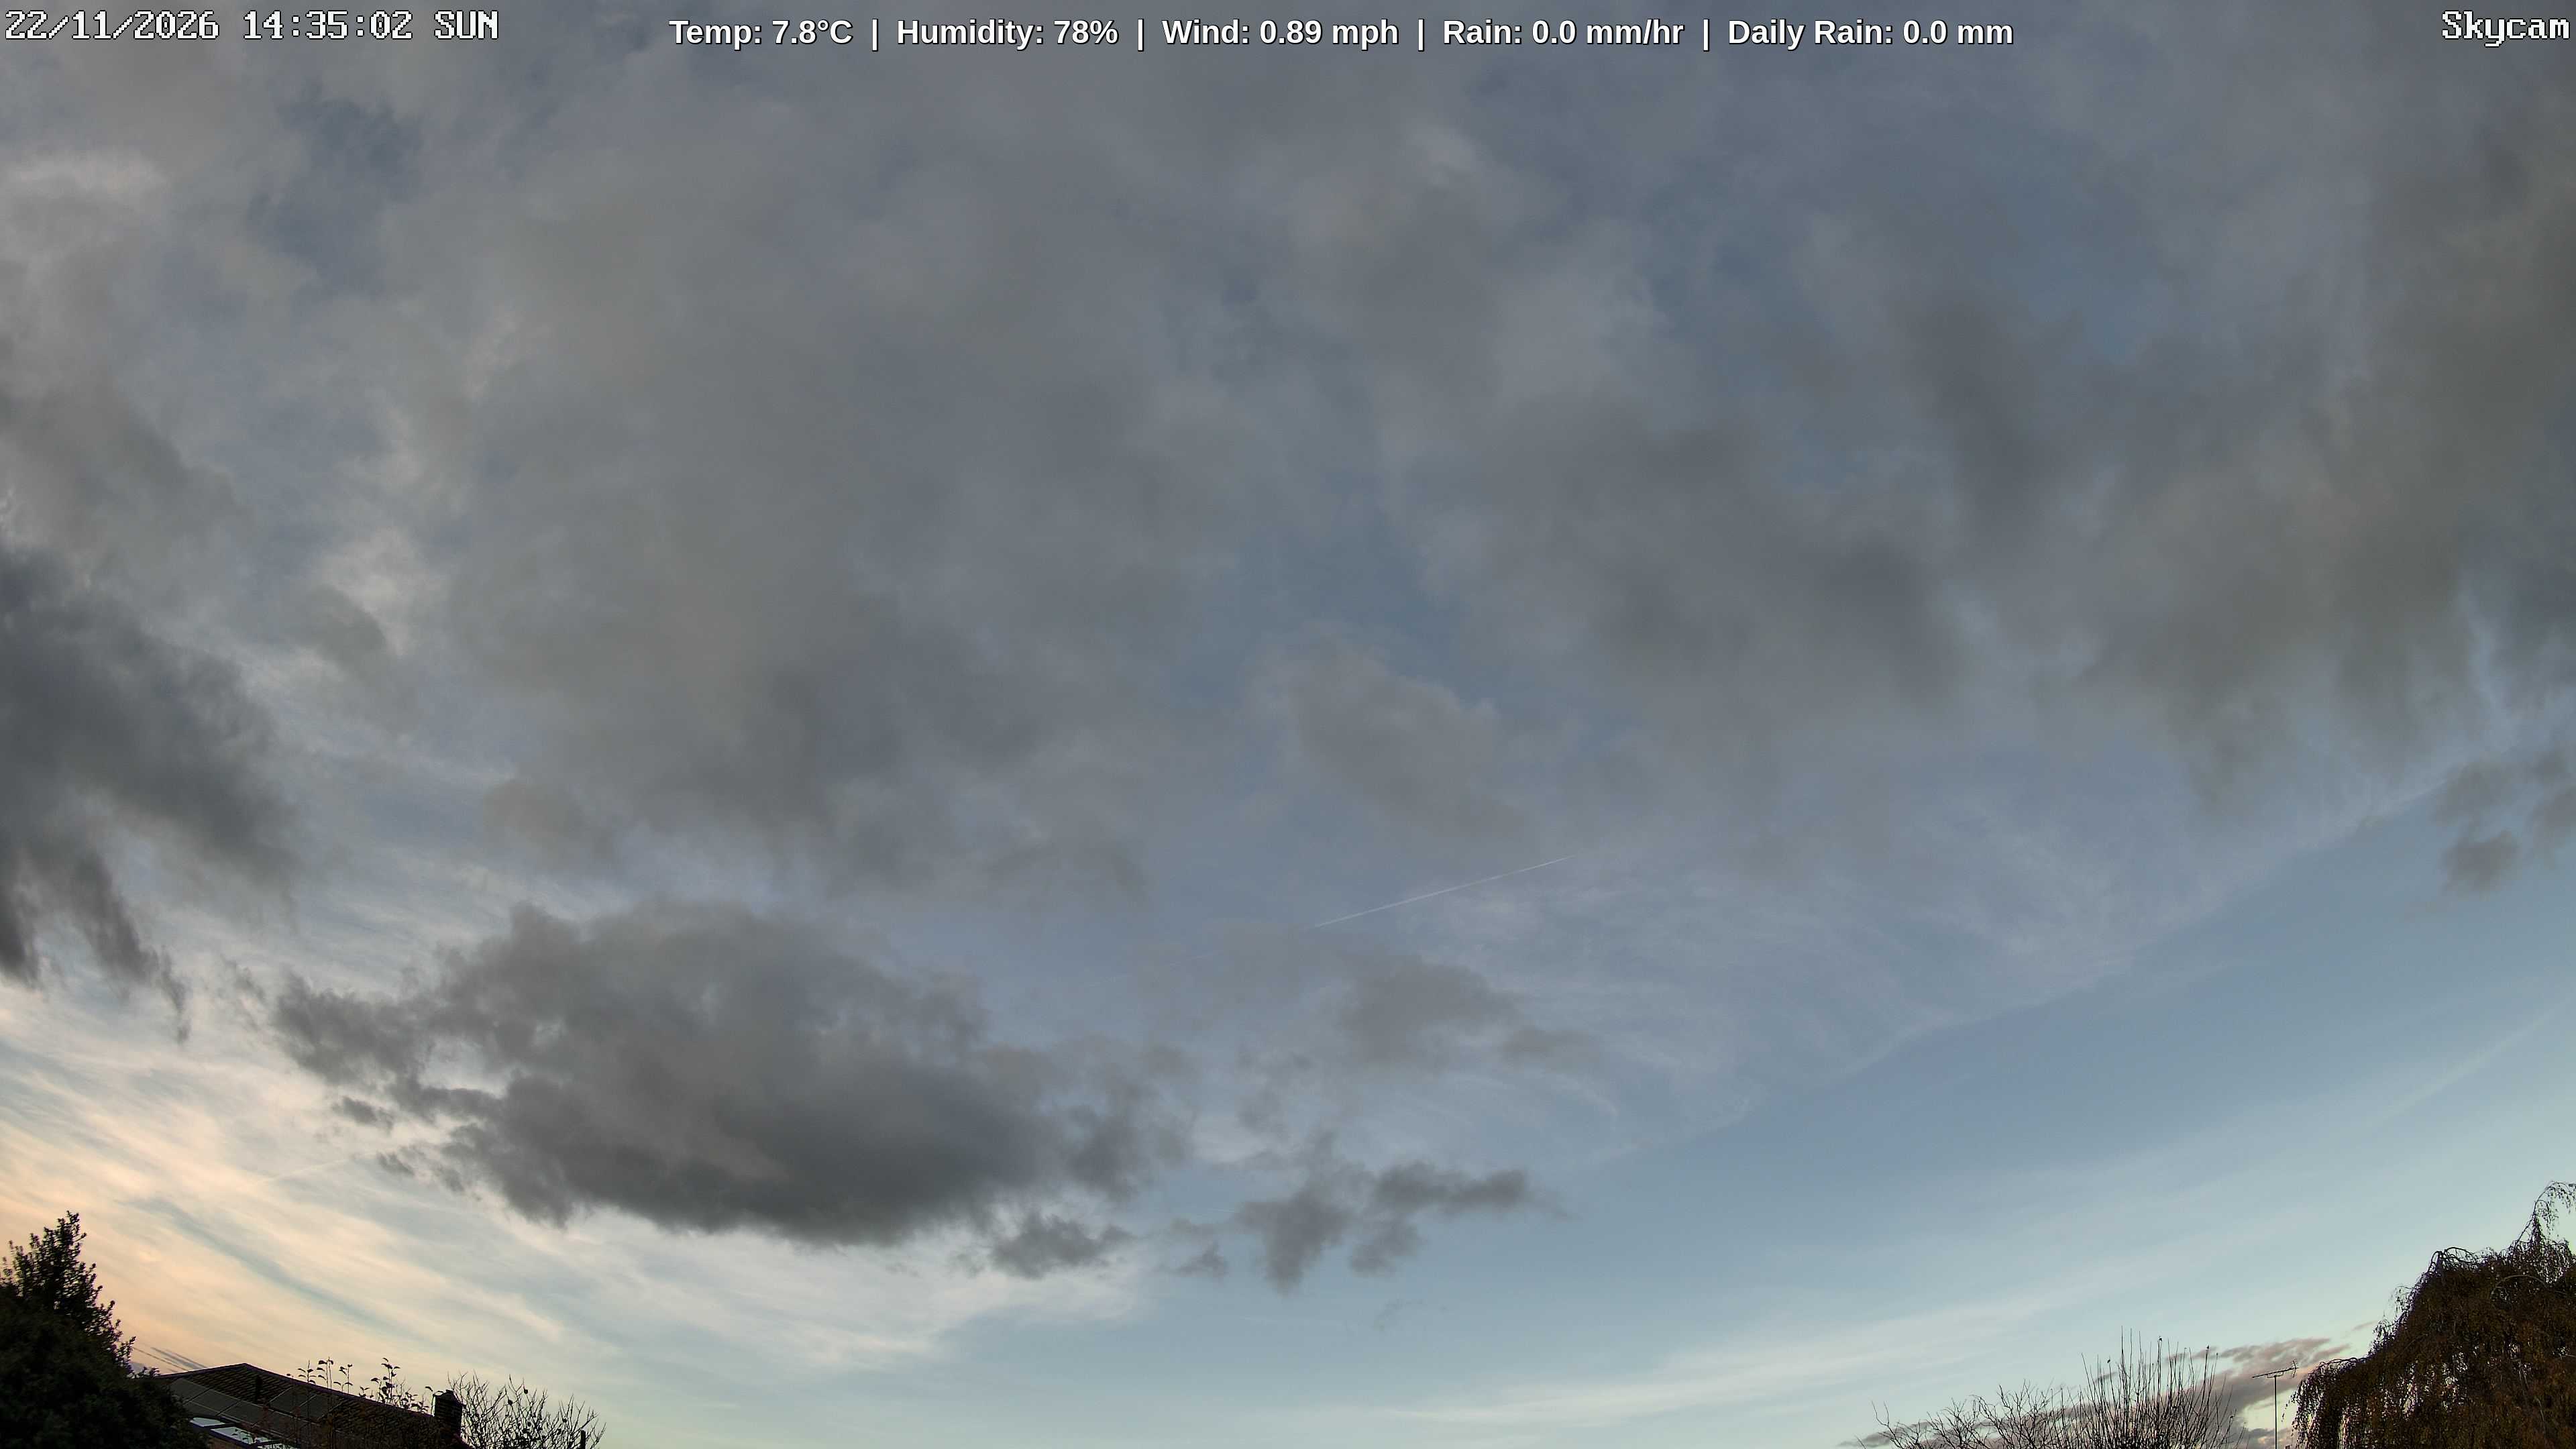 22/11/2026 14:35:02 SUN
Temp: 7.8°C | Humidity: 78% | Wind: 0.89 mph | Rain: 0.0 mm/hr | Daily Rain: 0.0 mm
Skycam